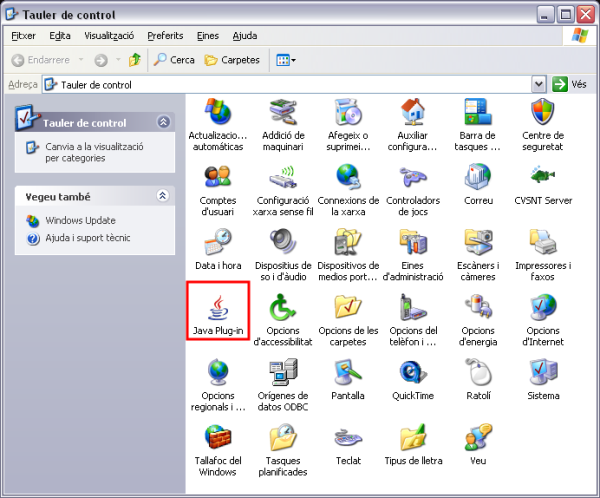 Tauler de control
Fitxer Edita Visualització Preferits Eines Ajuda
Endarrere Cerca Carpetes
Adreça Tauler de control Vés
Tauler de control
Canvia a la visualització
per categories
Vegeu també
Windows Update
Ajuda i suport tècnic
Actualizacio... Addició de Afegeix o Auxiliar Barra de Centre de
automáticas maquinari suprimei... configura... tasques ... seguretat
Comptes Configuració Connexions de Controladors Correu CVSNT Server
d'usuari xarxa sense fil la xarxa de jocs
Data i hora Dispositius de Dispositivos de Eines Escàners i Impressores i
so i d'àudio medios port... d'administració càmeres faxos
Java Plug-in Opcions Opcions de les Opcions del Opcions Opcions
d'accessibilitat carpetes telèfon i ... d'energia d'Internet
Opcions Orígenes de Pantalla QuickTime Ratolí Sistema
regionals i ... datos ODBC
Tallafoc del Tasques Teclat Tipus de lletra Veu
Windows planificades